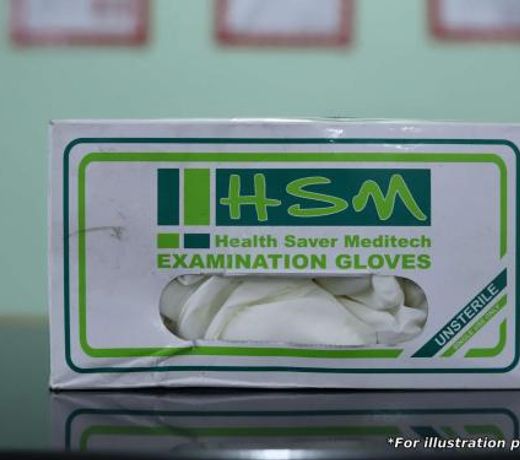 HSM
Health Saver Meditech
EXAMINATION GLOVES
UNSTERILE
*For illustration p